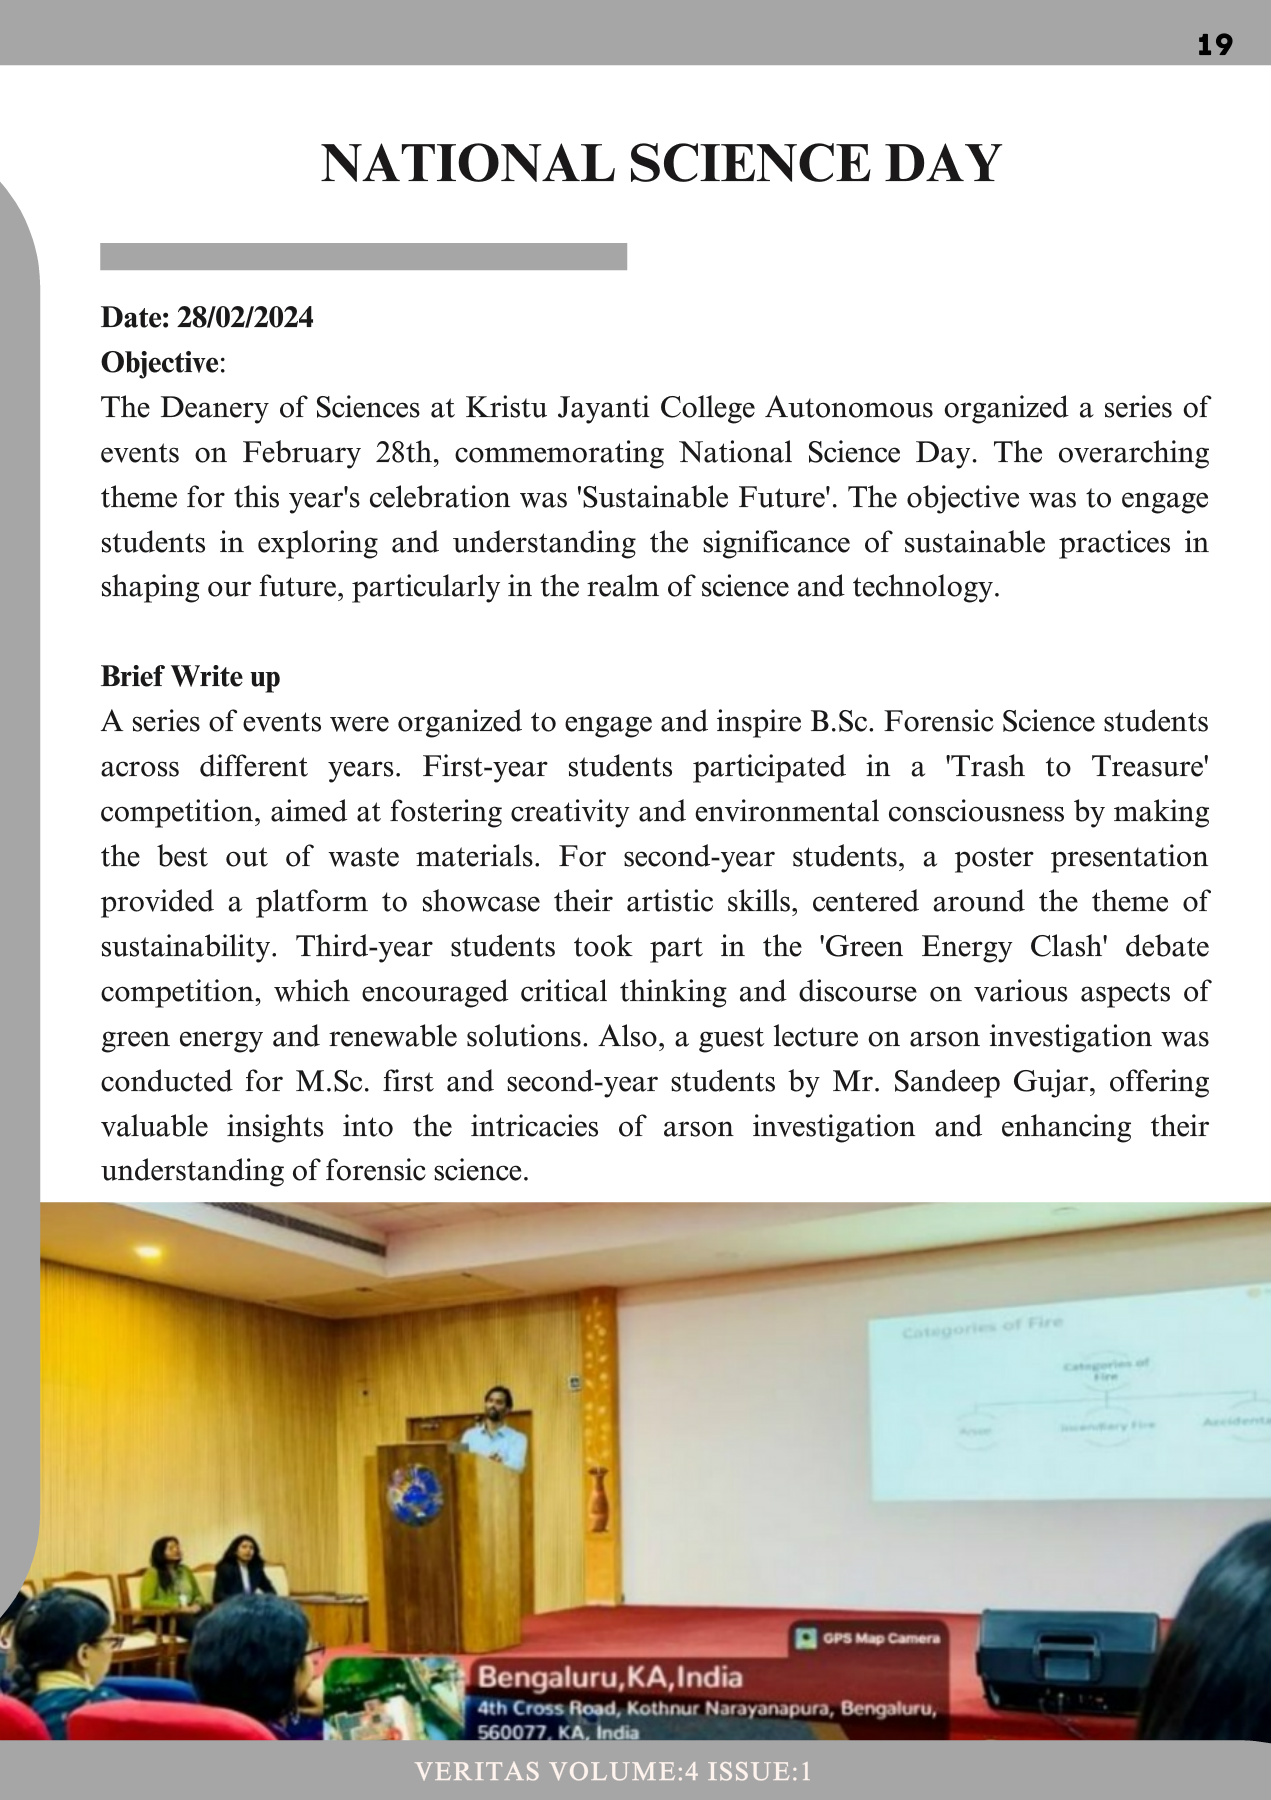 19
NATIONAL SCIENCE DAY
Date: 28/02/2024
Objective:
The Deanery of Sciences at Kristu Jayanti College Autonomous organized a series of
events on February 28th, commemorating National Science Day. The overarching
theme for this year's celebration was 'Sustainable Future'. The objective was to engage
students in exploring and understanding the significance of sustainable practices in
shaping our future, particularly in the realm of science and technology.
Brief Write up
A series of events were organized to engage and inspire B.Sc. Forensic Science students
across different years. First-year students participated in a 'Trash to Treasure'
competition, aimed at fostering creativity and environmental consciousness by making
the best out of waste materials. For second-year students, a poster presentation
provided a platform to showcase their artistic skills, centered around the theme of
sustainability. Third-year students took part in the 'Green Energy Clash' debate
competition, which encouraged critical thinking and discourse on various aspects of
green energy and renewable solutions. Also, a guest lecture on arson investigation was
conducted for M.Sc. first and second-year students by Mr. Sandeep Gujar, offering
valuable insights into the intricacies of arson investigation and enhancing their
understanding of forensic science.
Categories of Fire
Categories of
Fire
Incendiary Fire
GPS Map Camera
Bengaluru,KA,India
4th Cross Road, Kothnur Narayanapura, Bengaluru,
560077, KA, India
VERITAS VOLUME:4 ISSUE:1